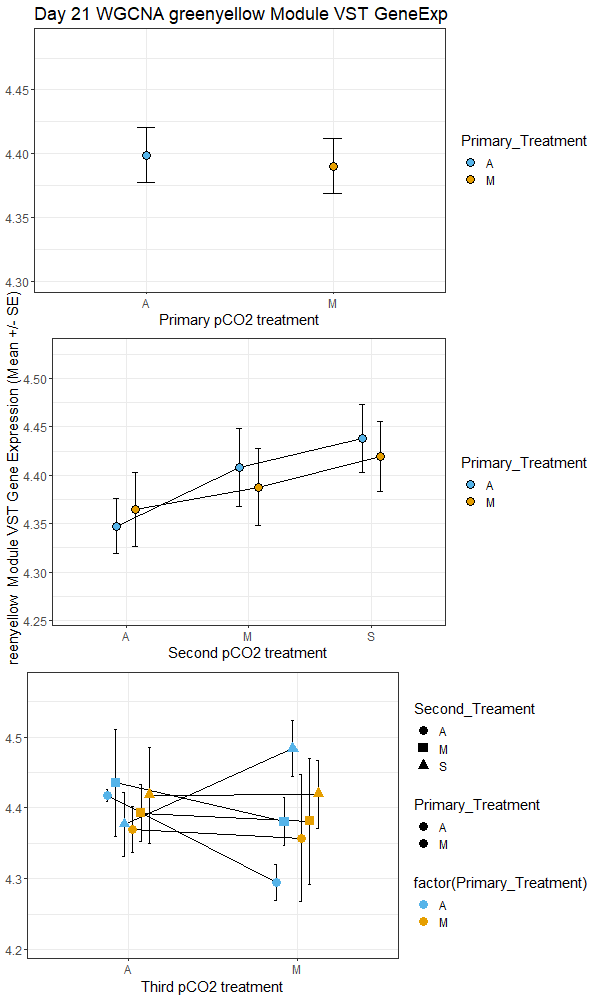 Day 21 WGCNA greenyellow Module VST GeneExp
4.45
4.40
4.35
4.30
A
M
Primary pCO2 treatment
Primary_Treatment
A
M
reenyellow Module VST Gene Expression (Mean +/- SE)
4.50
4.45
4.40
4.35
4.30
4.25
A
M
S
Second pCO2 treatment
Primary_Treatment
A
M
4.5
4.4
4.3
4.2
A
M
Third pCO2 treatment
Second_Treament
A
M
S
Primary_Treatment
A
M
factor(Primary_Treatment)
A
M